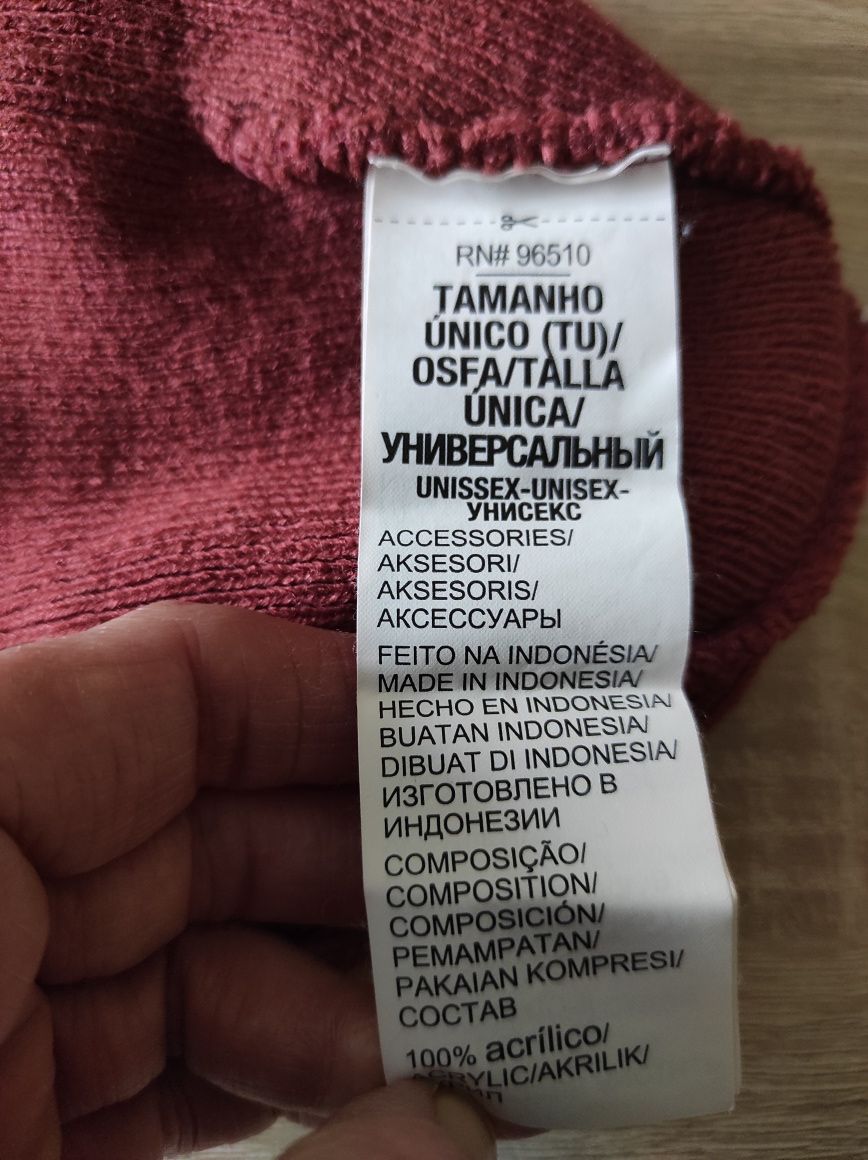 RN# 96510
TAMANHO
ÚNICO (TU)/
OSFA/TALLA
ÚNICA/
УНИВЕРСАЛЬНЫЙ
UNISSEX-UNISEX-
УНИСЕКС
ACCESSORIES/
AKSESORI/
AKSESORIS/
АКСЕССУАРЫ
FEITO NA INDONÉSIA/
MADE IN INDONESIA/
HECHO EN INDONESIA/
BUATAN INDONESIA/
DIBUAT DI INDONESIA/
ИЗГОТОВЛЕНО В
ИНДОНЕЗИИ
COMPOSIÇÃO/
COMPOSITION/
COMPOSICIÓN/
PEMAMPATAN/
PAKAIAN KOMPRESI/
СОСТАВ
100% acrílico/
ACRYLIC/AKRILIK/